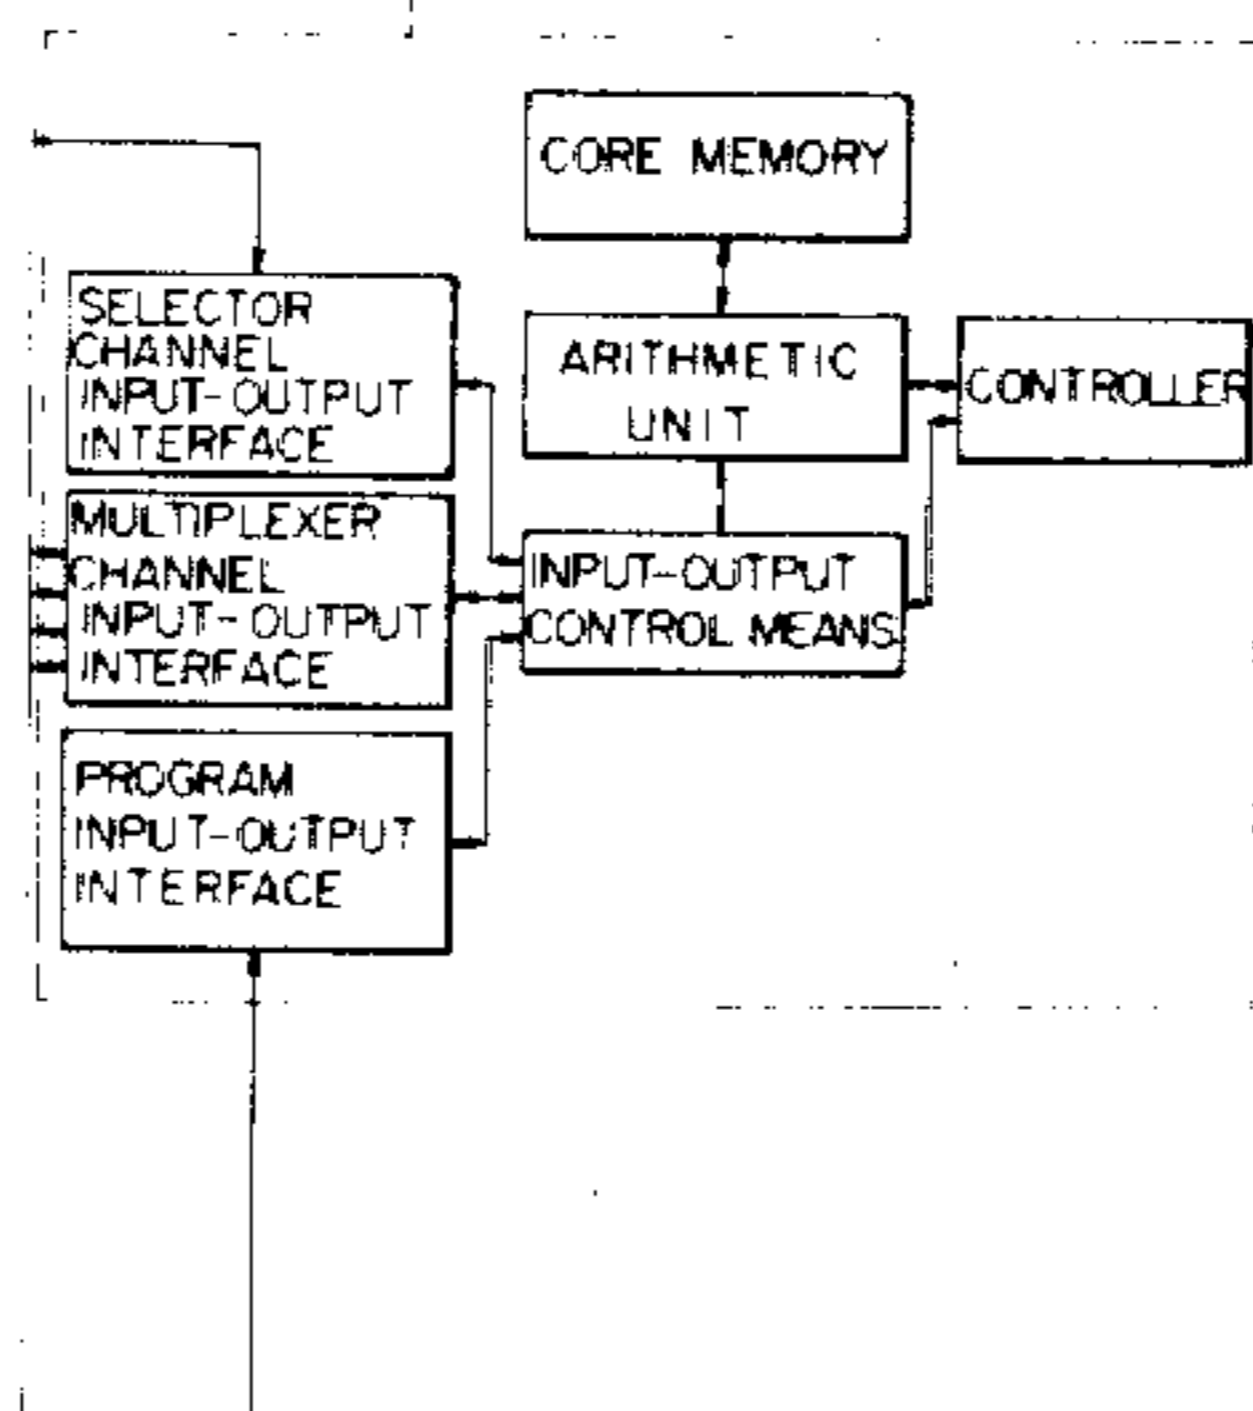 CORE MEMORY
SELECTOR
CHANNEL
INPUT-OUTPUT
INTERFACE
ARITHMETIC
UNIT
CONTROLLER
MULTIPLEXER
CHANNEL
INPUT-OUTPUT
INTERFACE
INPUT-OUTPUT
CONTROL MEANS
PROGRAM
INPUT-OUTPUT
INTERFACE